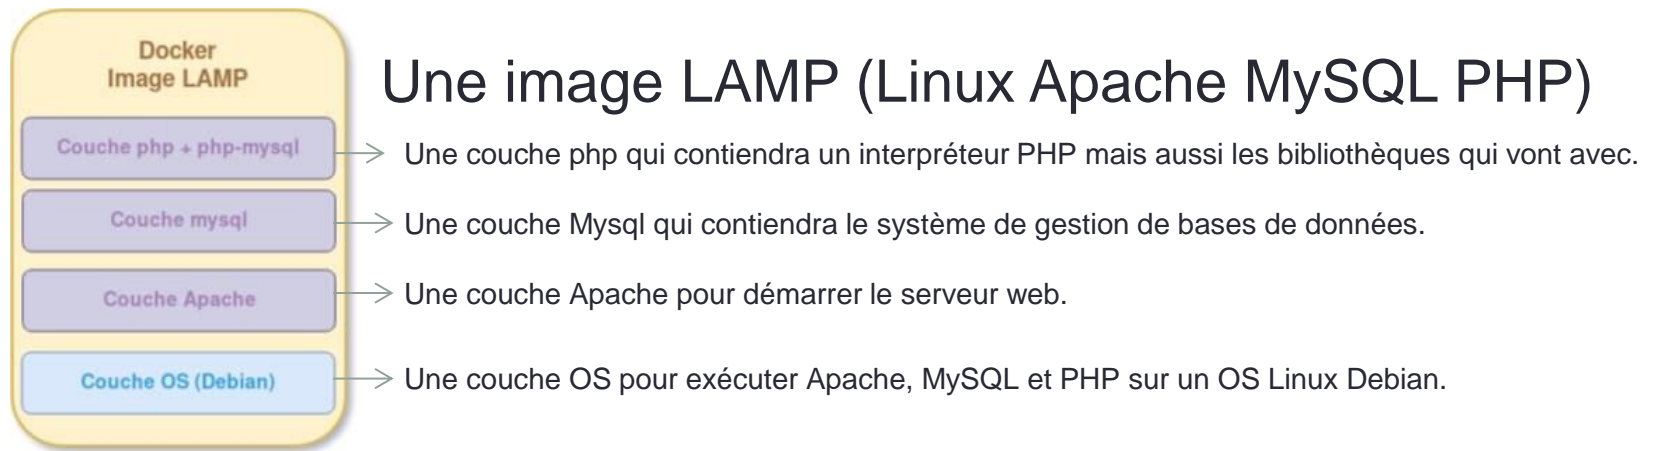 Docker
Image LAMP
Une image LAMP (Linux Apache MySQL PHP)
Couche php + php-mysql
Une couche php qui contiendra un interpréteur PHP mais aussi les bibliothèques qui vont avec.
Couche mysql
Une couche Mysql qui contiendra le système de gestion de bases de données.
Couche Apache
Une couche Apache pour démarrer le serveur web.
Couche OS (Debian)
Une couche OS pour exécuter Apache, MySQL et PHP sur un OS Linux Debian.